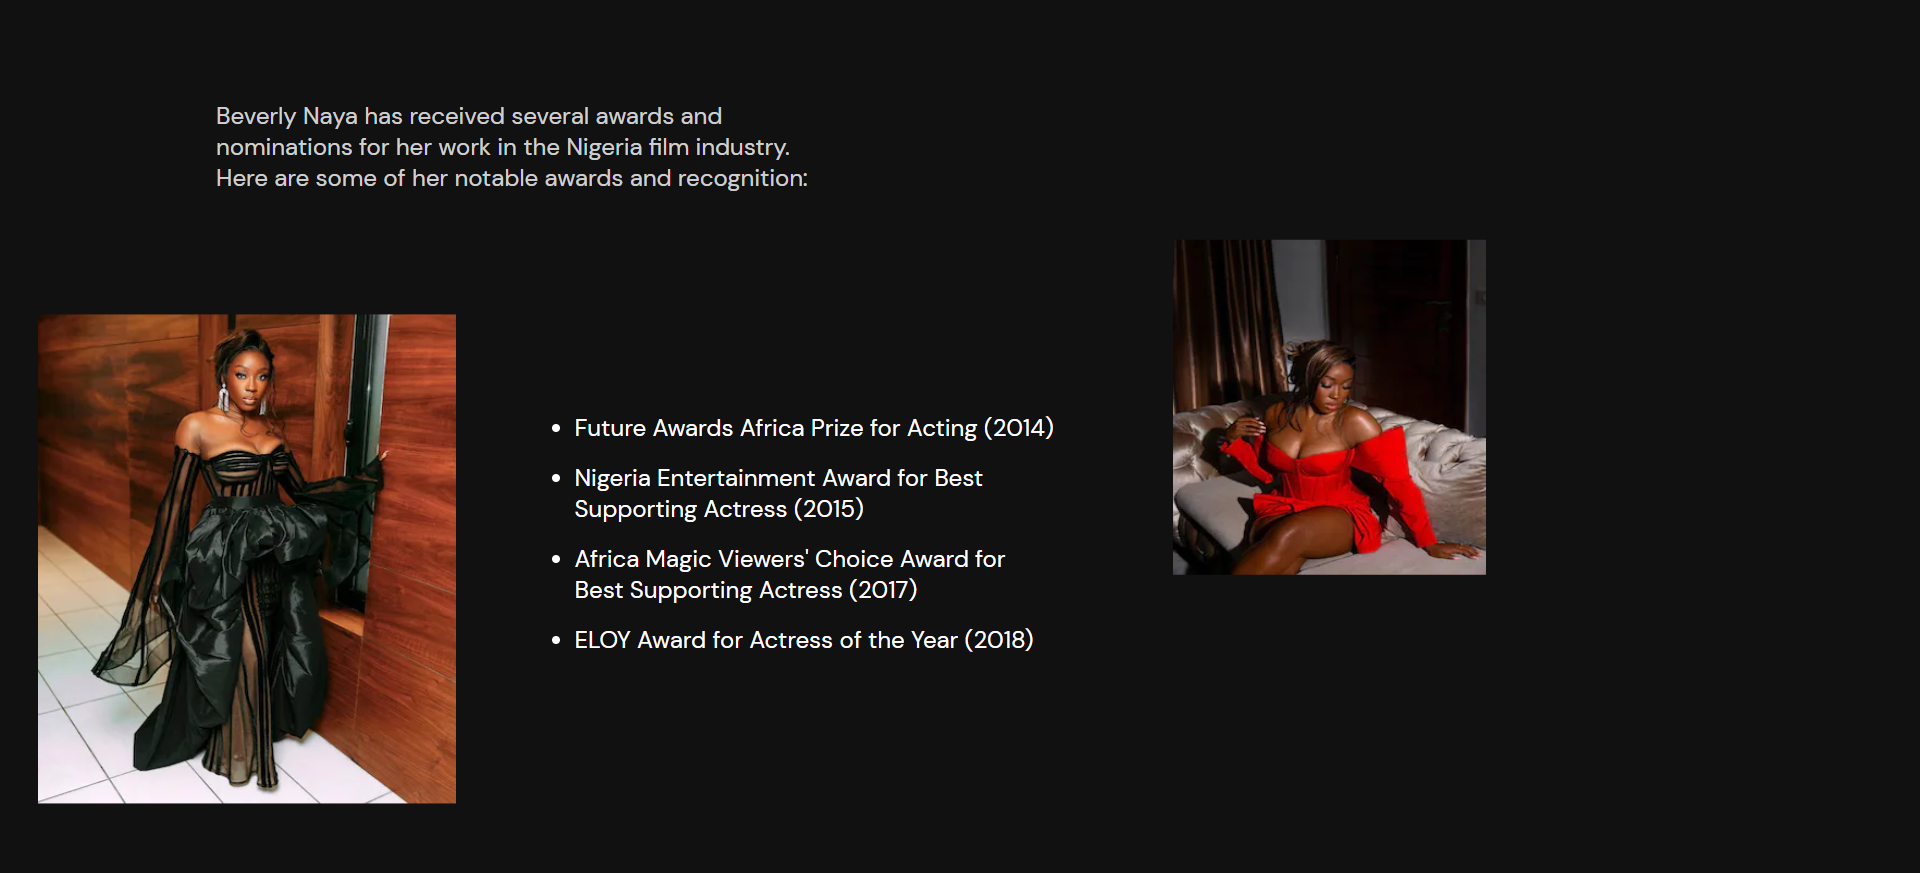 Beverly Naya has received several awards and
nominations for her work in the Nigeria film industry.
Here are some of her notable awards and recognition:
• Future Awards Africa Prize for Acting (2014)
• Nigeria Entertainment Award for Best
Supporting Actress (2015)
• Africa Magic Viewers' Choice Award for
Best Supporting Actress (2017)
• ELOY Award for Actress of the Year (2018)